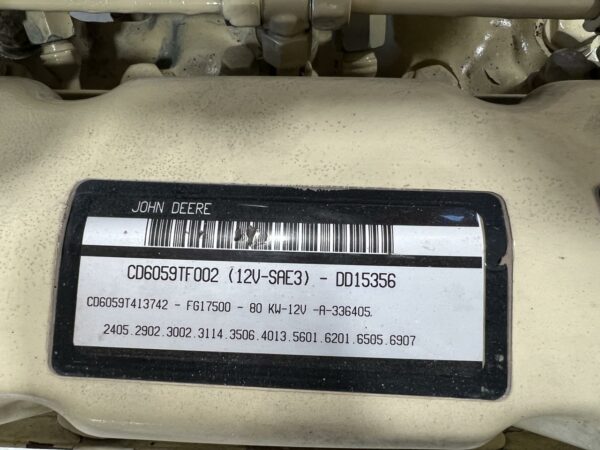 JOHN DEERE
CD6059TF002 (12V-SAE3) - DD15356
CD6059T413742 - FG17500 - 80 KW-12V -A-336405.
2405.2902.3002.3114.3506.4013.5601.6201.6505.6907